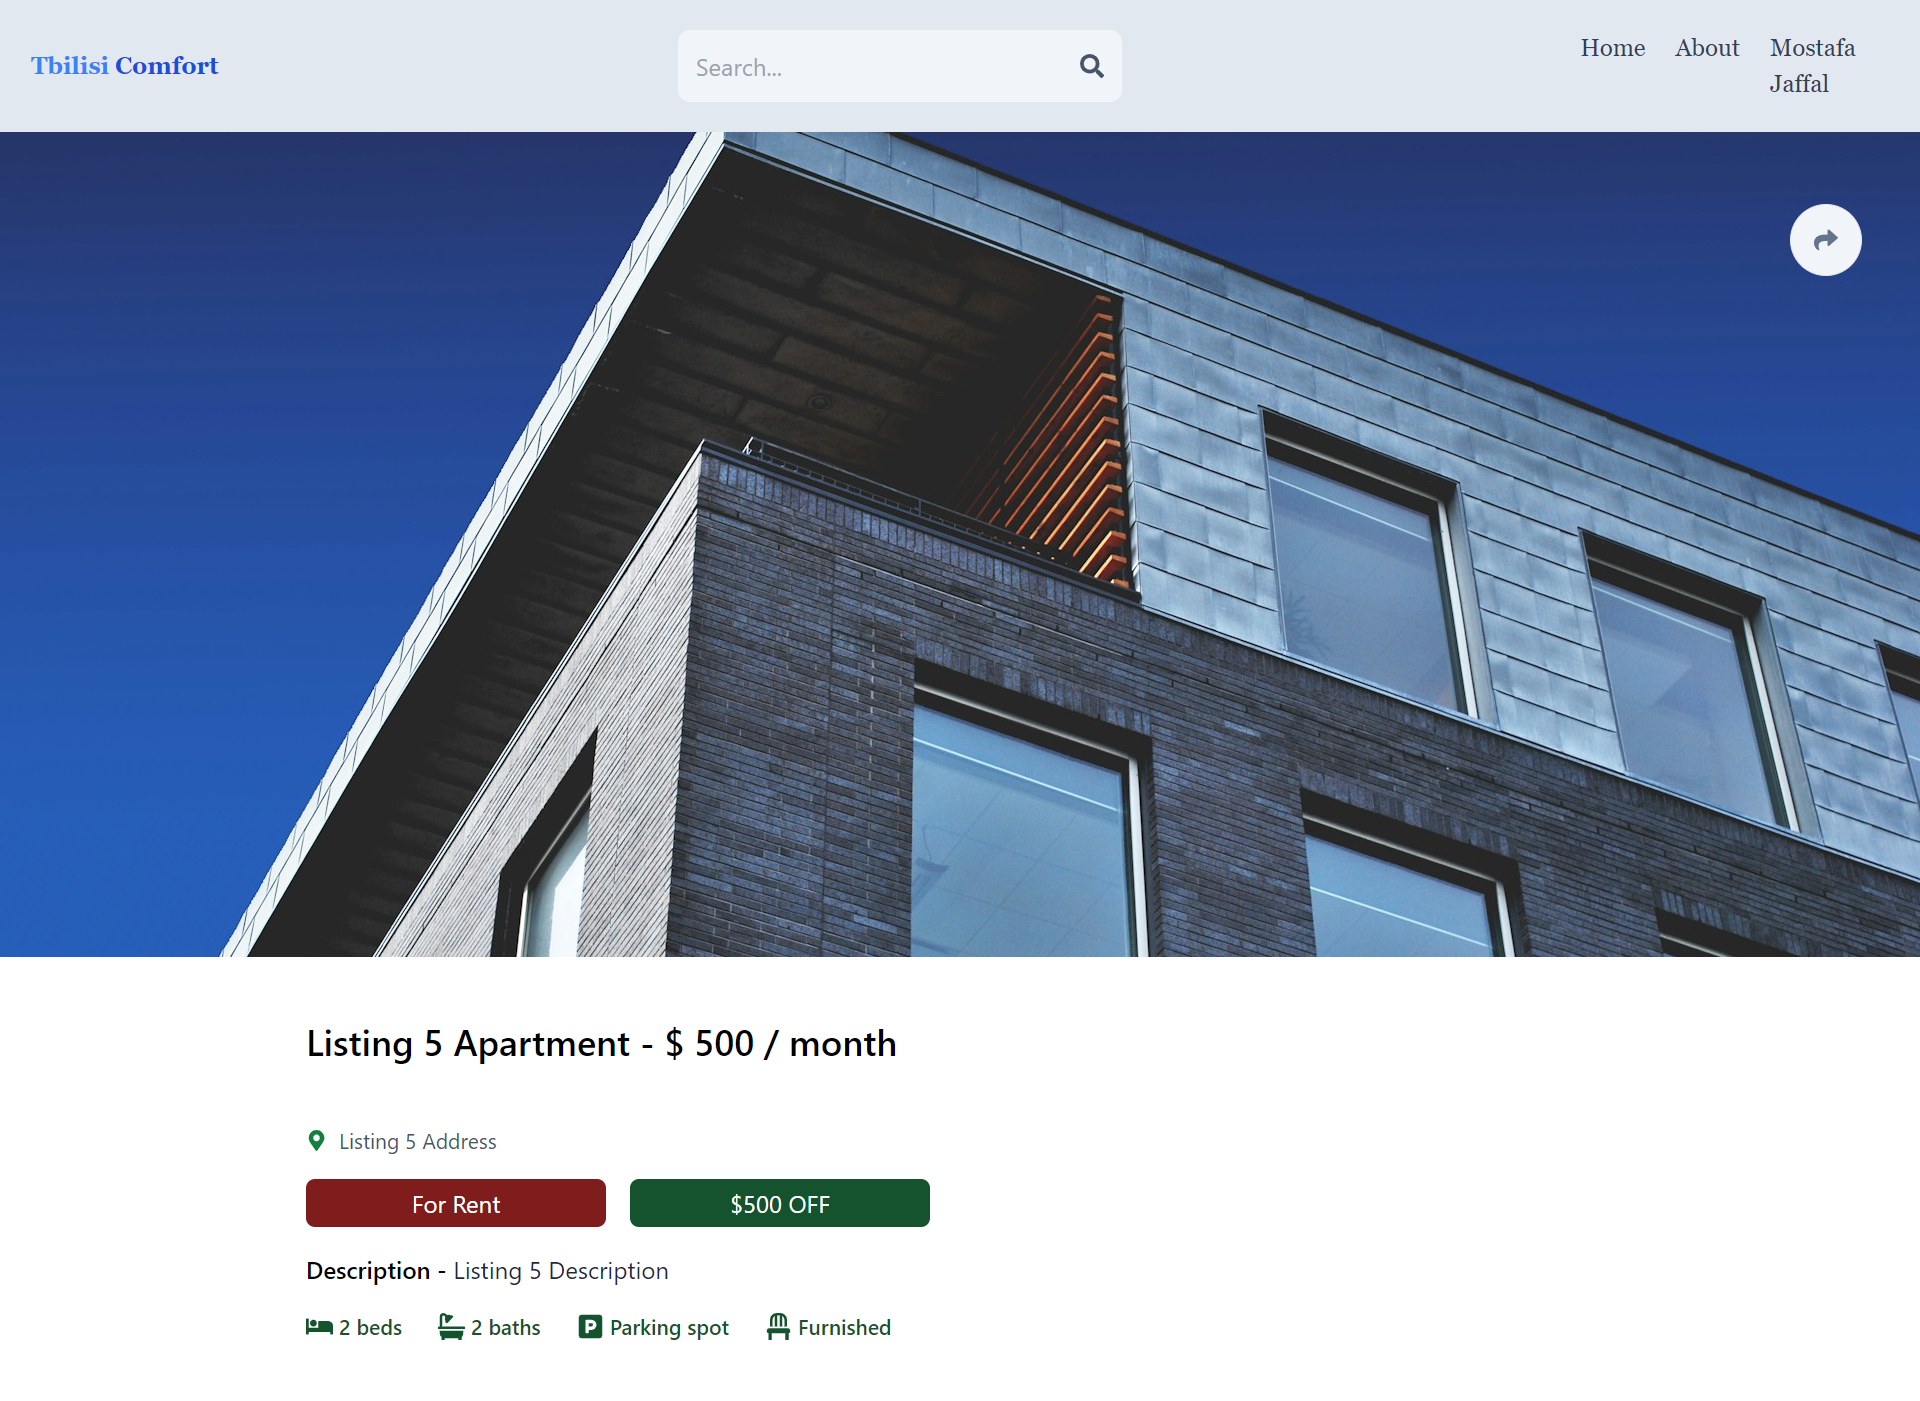 Tbilisi Comfort
Search...
Home
About
Mostafa
Jaffal
Listing 5 Apartment - $ 500 / month
Listing 5 Address
For Rent
$500 OFF
Description - Listing 5 Description
2 beds
2 baths
P Parking spot
Furnished